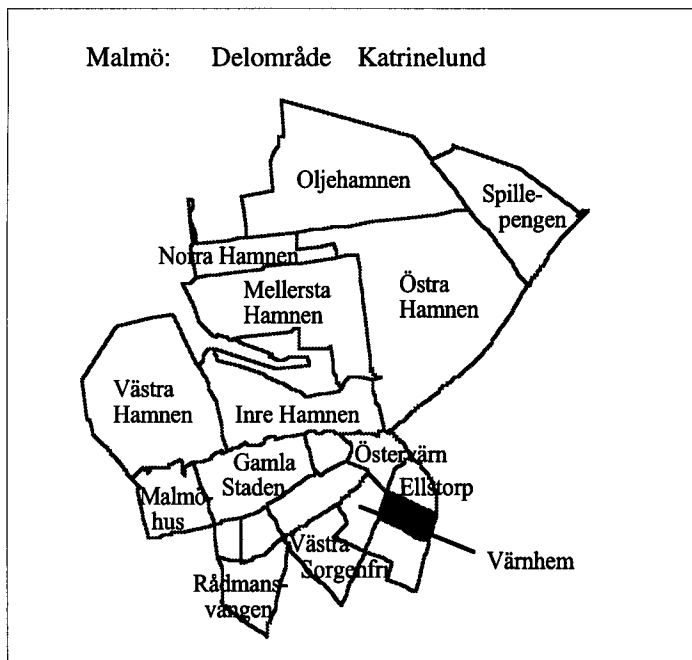 Malmö: Delområde Katrinelund
Oljehamnen
Spille-
pengen
Norra Hamnen
Mellersta
Hamnen
Östra
Hamnen
Västra
Hamnen
Inre Hamnen
Östervärn
Gamla
Staden
Ellstorp
Malmö-
hus
Västra
Sorgenfri
Värnhem
Rådmans-
vången